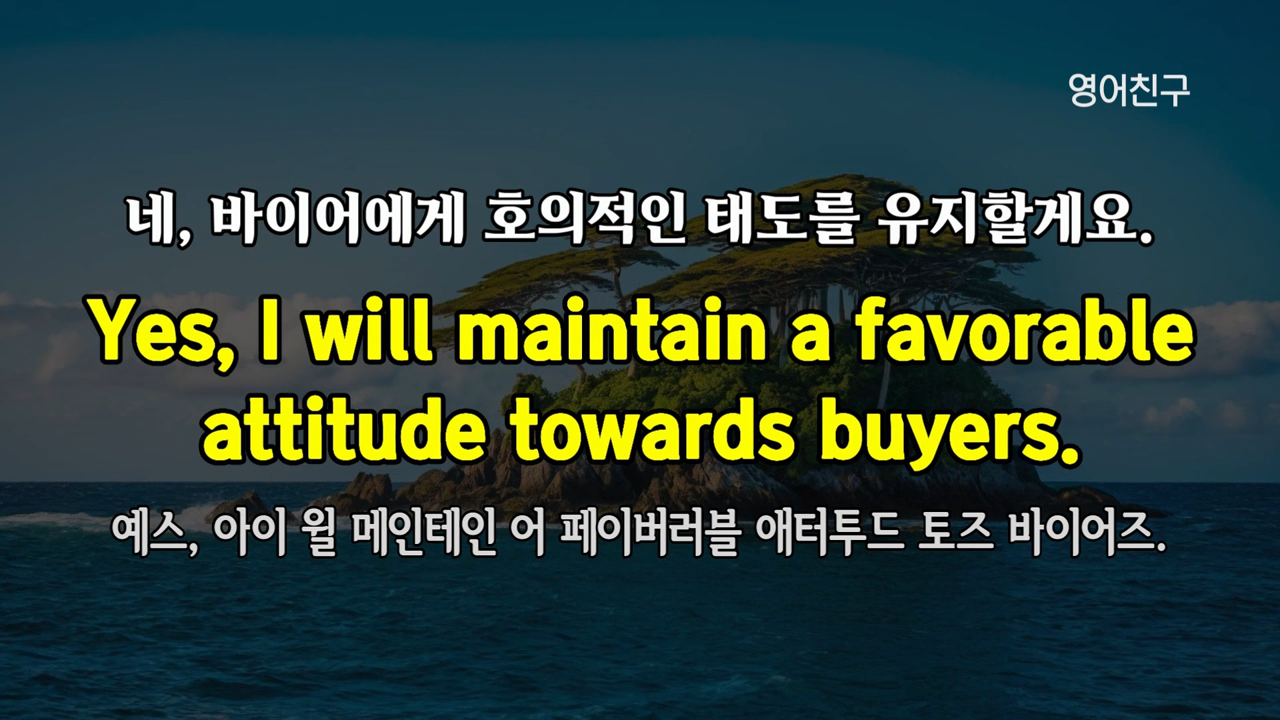 영어친구
네, 바이어에게 호의적인 태도를 유지할게요.
Yes, I will maintain a favorable
attitude towards buyers.
예스, 아이 윌 메인테인 어 페이버러블 애터투드 토즈 바이어즈.